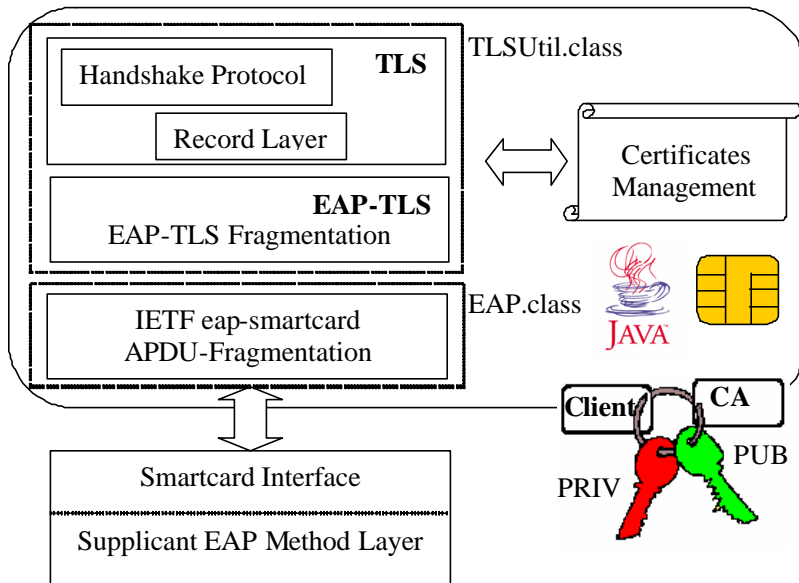 TLSUtil.class
TLS
Handshake Protocol
Record Layer
EAP-TLS
EAP-TLS Fragmentation
Certificates
Management
EAP.class
IETF eap-smartcard
APDU-Fragmentation
JAVA™
Client
CA
PUB
PRIV
Smartcard Interface
Supplicant EAP Method Layer